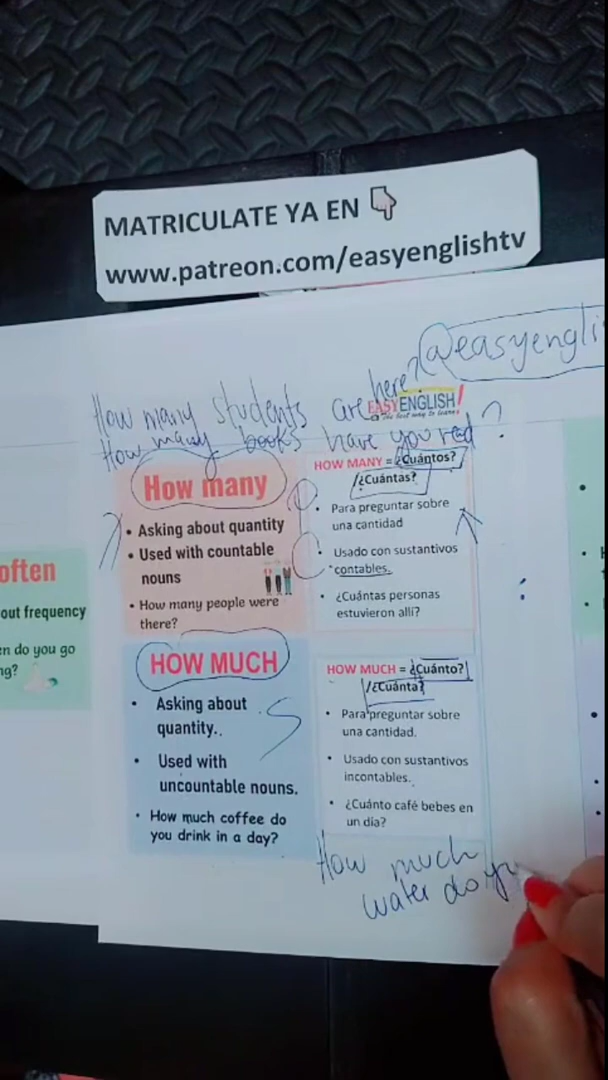 MATRICULATE YA EN
www.patreon.com/easyenglishtv
@easyengli
here?
How many students are
EASY ENGLISH!
The best way to learn!
How many books have you read?
How many
• Asking about quantity
• Used with countable
nouns
• How many people were
there?
HOW MANY = ¿Cuántos?
/¿Cuántas?
• Para preguntar sobre
una cantidad
• Usado con sustantivos
contables.
• ¿Cuántas personas
estuvieron allí?
often
out frequency
en do you go
ng?
HOW MUCH
• Asking about
quantity..
• Used with
uncountable nouns.
• How much coffee do
you drink in a day?
HOW MUCH = ¿Cuánto?
/¿Cuánta?
• Para preguntar sobre
una cantidad.
• Usado con sustantivos
incontables.
• ¿Cuánto café bebes en
un día?
How much
water do